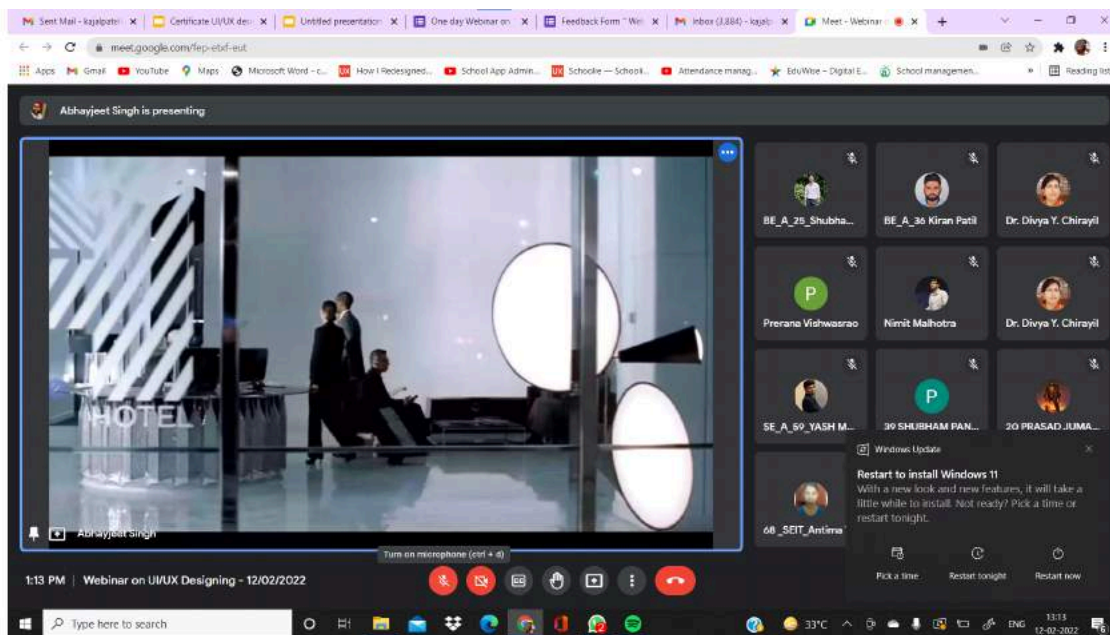 Sent Mail - kajalpatel
Certificate UI/UX des
Untitled presentation
One day Webinar on
Feedback Form " We
Inbox (3,884) - kajalp
Meet - Webinar
meet.google.com/fep-etxf-eut
Apps Gmail YouTube Maps Microsoft Word - c... How I Redesigned... School App Admin... Schoolie — School... Attendance manag... EduWise – Digital E... School managemen... » Reading list
Abhayjeet Singh is presenting
HOTEL
Abhayjeet Singh
BE_A_25_Shubha...
BE_A_36 Kiran Patil
Dr. Divya Y. Chirayil
P
Prerana Vishwasrao
Nimit Malhotra
Dr. Divya Y. Chirayil
SE_A_59_YASH M...
P
39 SHUBHAM PAN...
20 PRASAD JUMA...
68_SEIT_Antima
Windows Update
Restart to install Windows 11
With a new look and new features, it will take a
little while to install. Not ready? Pick a time or
restart tonight.
Pick a time
Restart tonight
Restart now
Turn on microphone (ctrl + d)
1:13 PM | Webinar on UI/UX Designing - 12/02/2022
Type here to search
33°C
ENG
13:13
12-02-2022